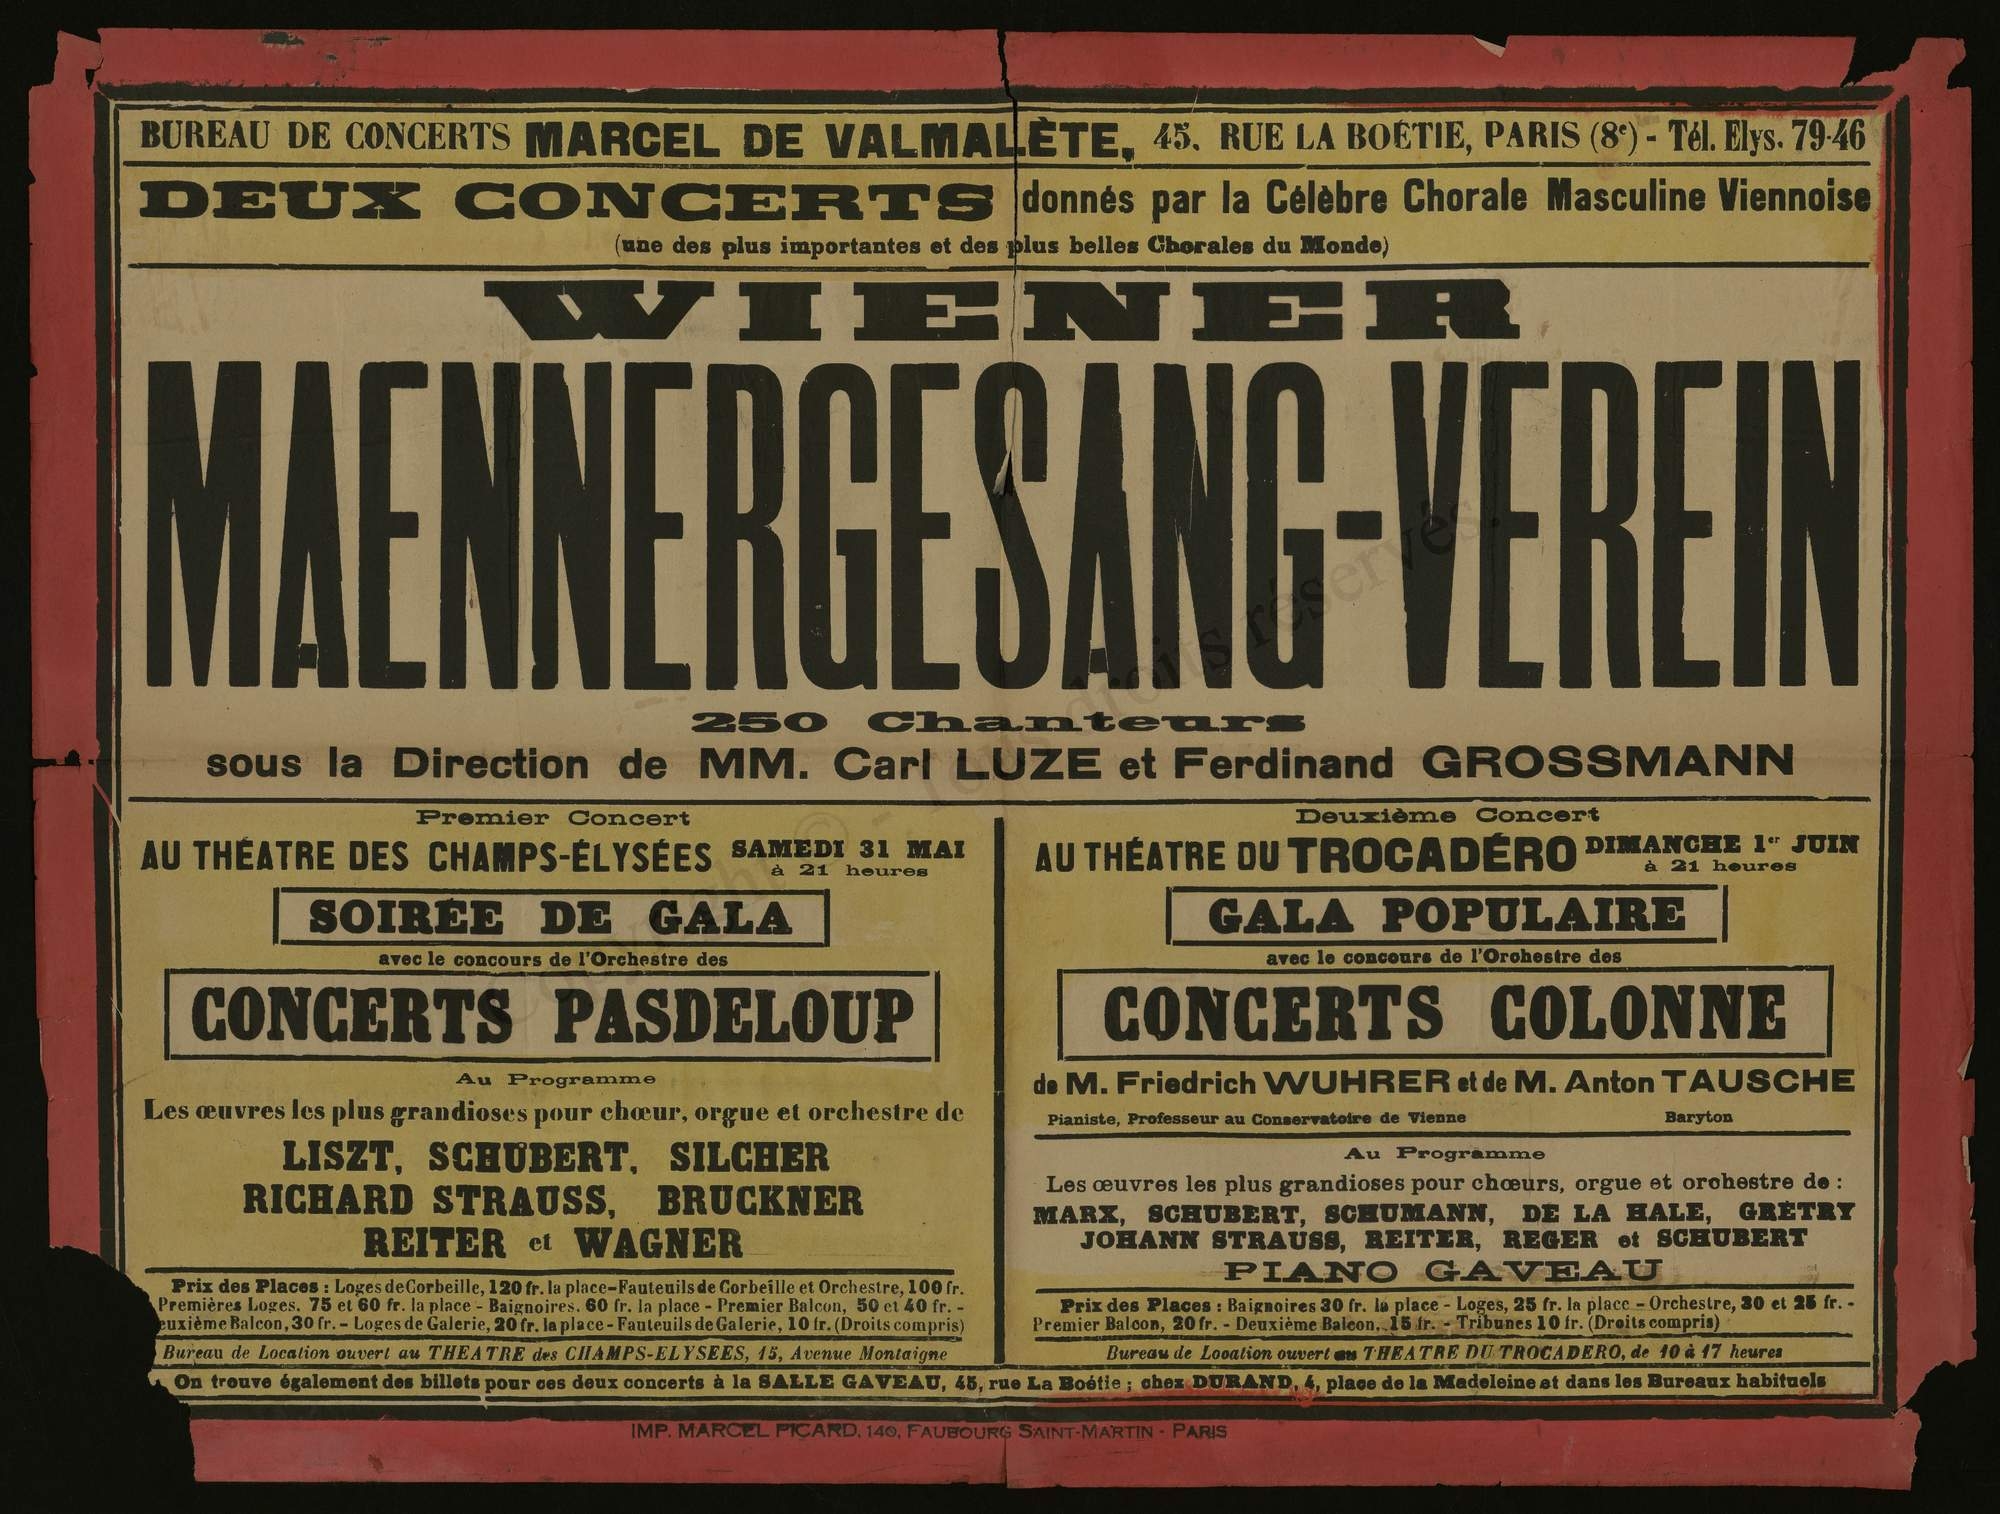 BUREAU DE CONCERTS MARCEL DE VALMALÈTE, 45, RUE LA BOËTIE, PARIS (8e) - Tél. Elys. 79-46
DEUX CONCERTS donnés par la Célèbre Chorale Masculine Viennoise
(une des plus importantes et des plus belles Chorales du Monde)
WIENER
MAENNERGESANG-VEREIN
250 Chanteurs
sous la Direction de MM. Carl LUZE et Ferdinand GROSSMANN
Premier Concert
AU THÉATRE DES CHAMPS-ÉLYSÉES SAMEDI 31 MAI
à 21 heures
SOIRÉE DE GALA
avec le concours de l'Orchestre des
CONCERTS PASDELOUP
Au Programme
Les œuvres les plus grandioses pour chœur, orgue et orchestre de
LISZT, SCHUBERT, SILCHER
RICHARD STRAUSS, BRUCKNER
REITER et WAGNER
Prix des Places : Loges de Corbeille, 120 fr. la place - Fauteuils de Corbeille et Orchestre, 100 fr.
Premières Loges, 75 et 60 fr. la place - Baignoires, 60 fr. la place - Premier Balcon, 50 et 40 fr. -
euxième Balcon, 30 fr. - Loges de Galerie, 20 fr. la place - Fauteuils de Galerie, 10 fr. (Droits compris)
Bureau de Location ouvert au THEATRE des CHAMPS-ELYSEES, 15, Avenue Montaigne
Deuxième Concert
AU THÉATRE DU TROCADÉRO DIMANCHE 1er JUIN
à 21 heures
GALA POPULAIRE
avec le concours de l'Orchestre des
CONCERTS COLONNE
de M. Friedrich WUHRER et de M. Anton TAUSCHE
Pianiste, Professeur au Conservatoire de Vienne Baryton
Au Programme
Les œuvres les plus grandioses pour chœurs, orgue et orchestre de :
MARX, SCHUBERT, SCHUMANN, DE LA HALE, GRÉTRY
JOHANN STRAUSS, REITER, REGER et SCHUBERT
PIANO GAVEAU
Prix des Places : Baignoires 30 fr. la place - Loges, 25 fr. la place - Orchestre, 30 et 25 fr. -
Premier Balcon, 20 fr. - Deuxième Balcon, 15 fr. - Tribunes 10 fr. (Droits compris)
Bureau de Location ouvert au THEATRE DU TROCADERO, de 10 à 17 heures
On trouve également des billets pour ces deux concerts à la SALLE GAVEAU, 45, rue La Boétie ; chez DURAND, 4, place de la Madeleine et dans les Bureaux habituels
IMP. MARCEL PICARD, 140, FAUBOURG SAINT-MARTIN - PARIS
Copyright © - Tous droits réservés.